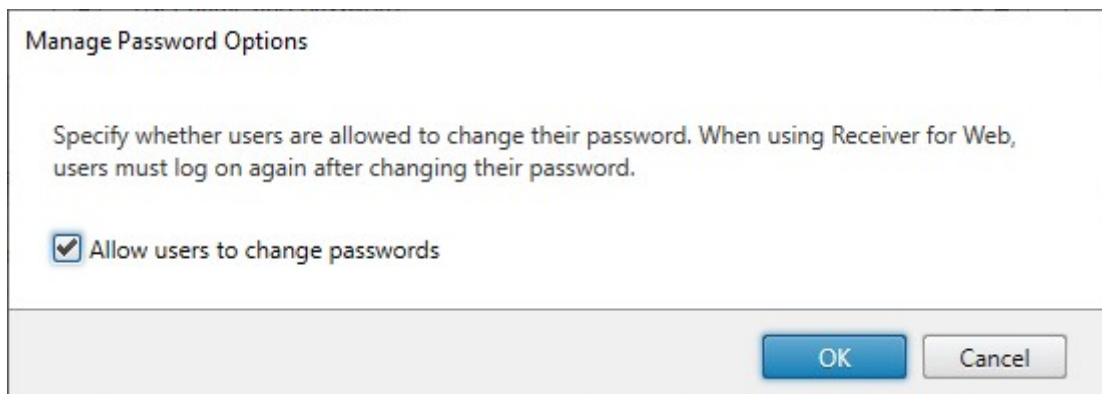 Manage Password Options
Specify whether users are allowed to change their password. When using Receiver for Web,
users must log on again after changing their password.
Allow users to change passwords
OK
Cancel